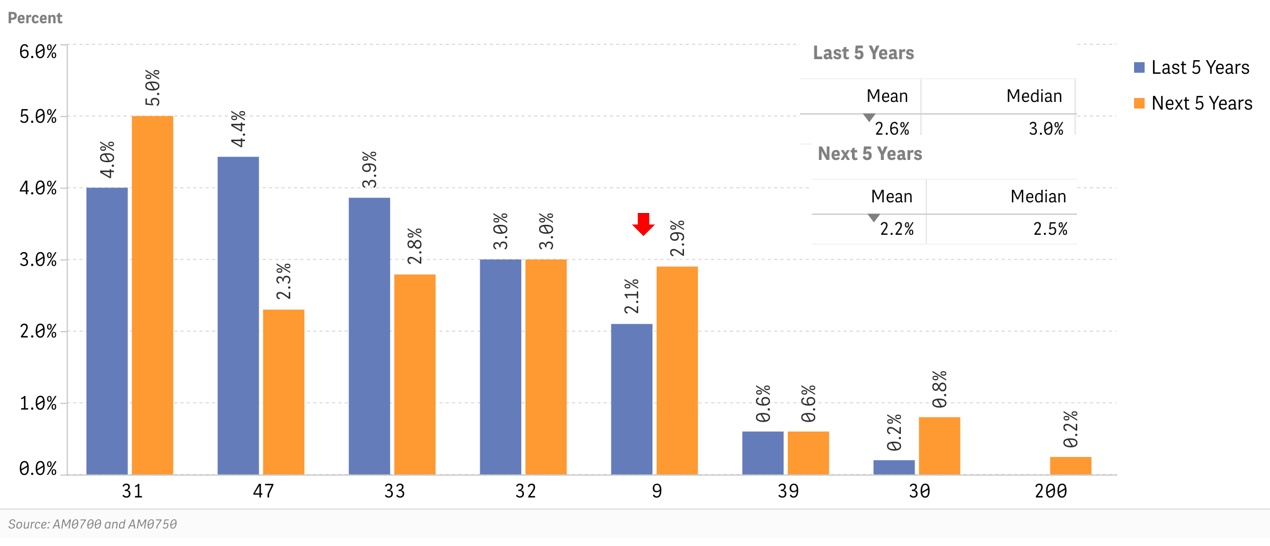 Percent
6.0%
5.0%
4.0%
3.0%
2.0%
1.0%
0.0%
4.0%
5.0%
4.4%
2.3%
3.9%
2.8%
3.0%
3.0%
2.1%
2.9%
0.6%
0.6%
0.2%
0.8%
0.2%
31 47 33 32 9 39 30 200
Last 5 Years
Mean Median
2.6% 3.0%
Next 5 Years
Mean Median
2.2% 2.5%
Last 5 Years
Next 5 Years
Source: AM0700 and AM0750